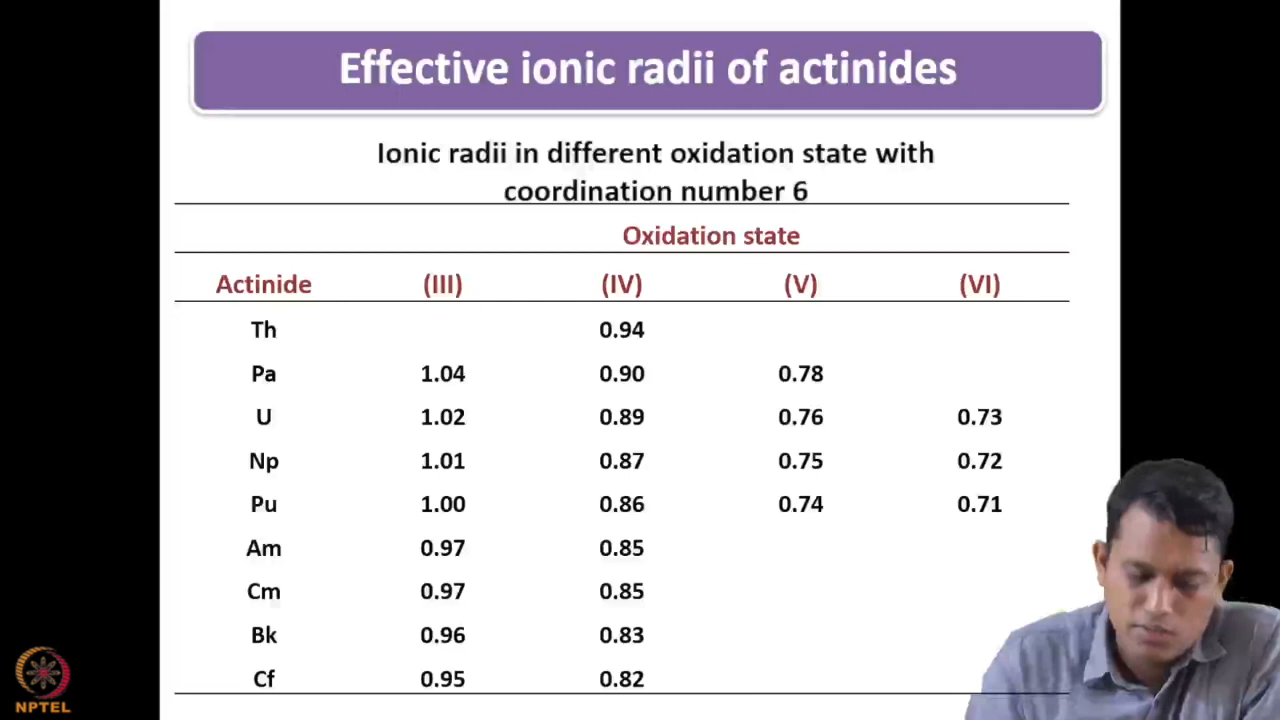 Effective ionic radii of actinides
Ionic radii in different oxidation state with
coordination number 6
Oxidation state
Actinide (III) (IV) (V) (VI)
Th 0.94
Pa 1.04 0.90 0.78
U 1.02 0.89 0.76 0.73
Np 1.01 0.87 0.75 0.72
Pu 1.00 0.86 0.74 0.71
Am 0.97 0.85
Cm 0.97 0.85
Bk 0.96 0.83
Cf 0.95 0.82
NPTEL